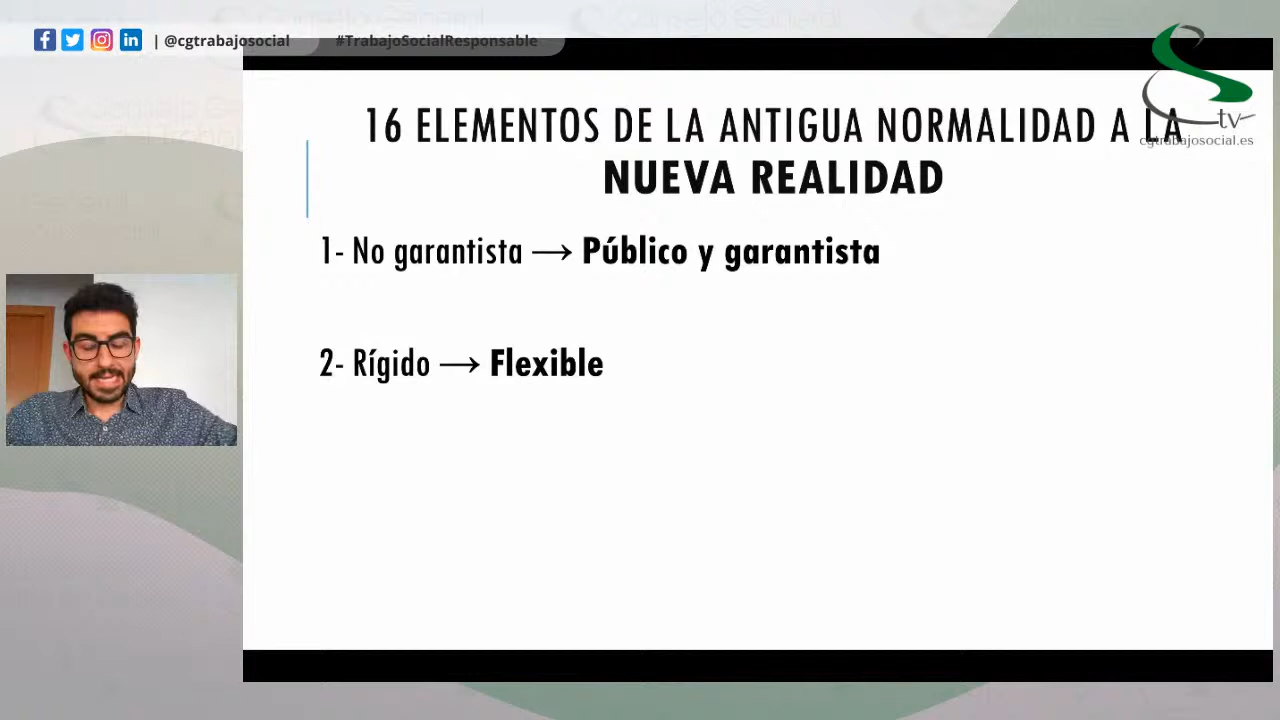 | @cgtrabajosocial
#TrabajoSocialResponsable
tv
cgtrabajosocial.es
16 ELEMENTOS DE LA ANTIGUA NORMALIDAD A LA
NUEVA REALIDAD
1- No garantista → Público y garantista
2- Rígido → Flexible